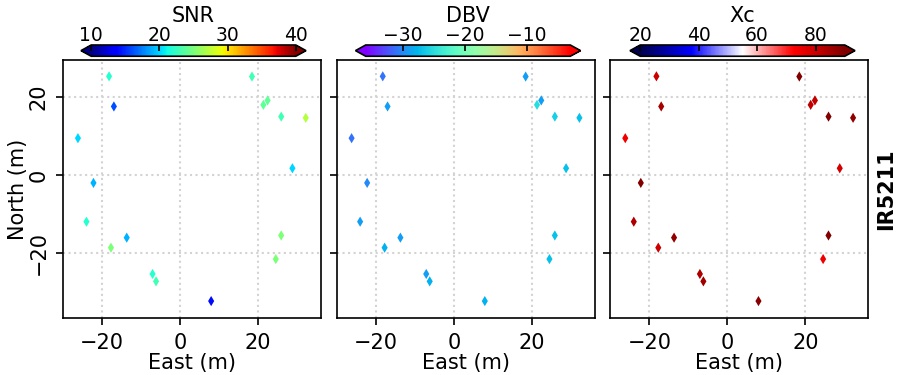 SNR DBV Xc
10 20 30 40 −30 −20 −10 20 40 60 80
20
0
−20
North (m)
IR5211
−20 0 20 −20 0 20 −20 0 20
East (m) East (m) East (m)